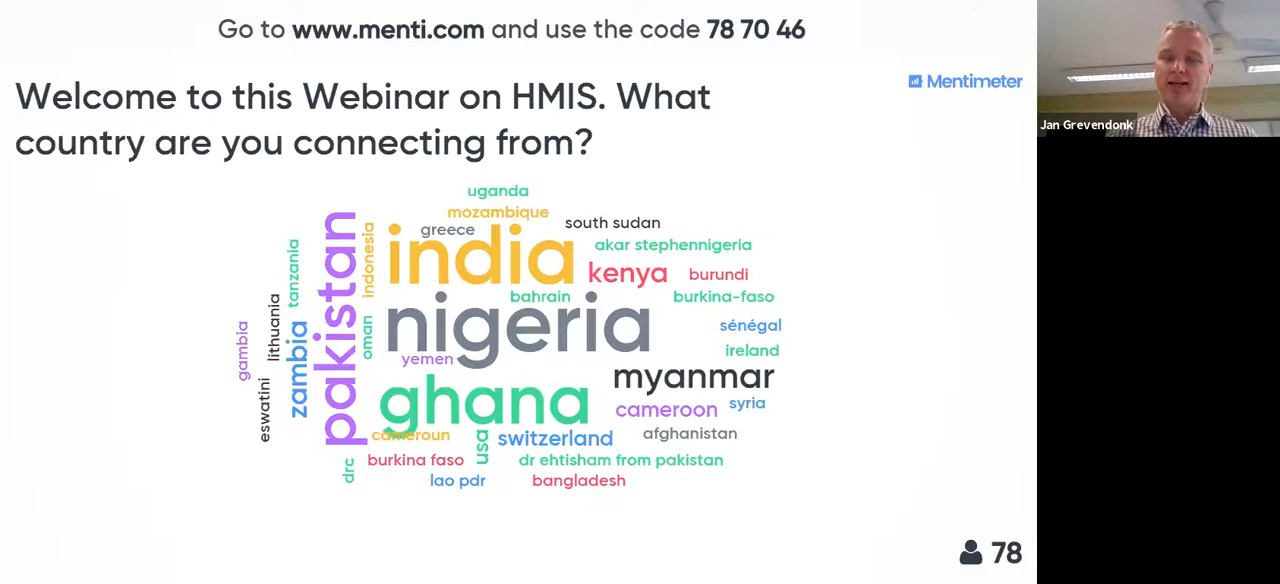 Go to www.menti.com and use the code 78 70 46
Mentimeter
Welcome to this Webinar on HMIS. What
country are you connecting from?
Jan Grevendonk
uganda
mozambique
south sudan
greece
akar stephennigeria
india
kenya
burundi
bahrain
burkina-faso
pakistan
indonesia
tanzania
lithuania
gambia
zambia
oman
eswatini
nigeria
sénégal
yemen
ireland
myanmar
ghana
cameroon
syria
cameroun
usa
switzerland
afghanistan
drc
burkina faso
dr ehtisham from pakistan
lao pdr
bangladesh
78